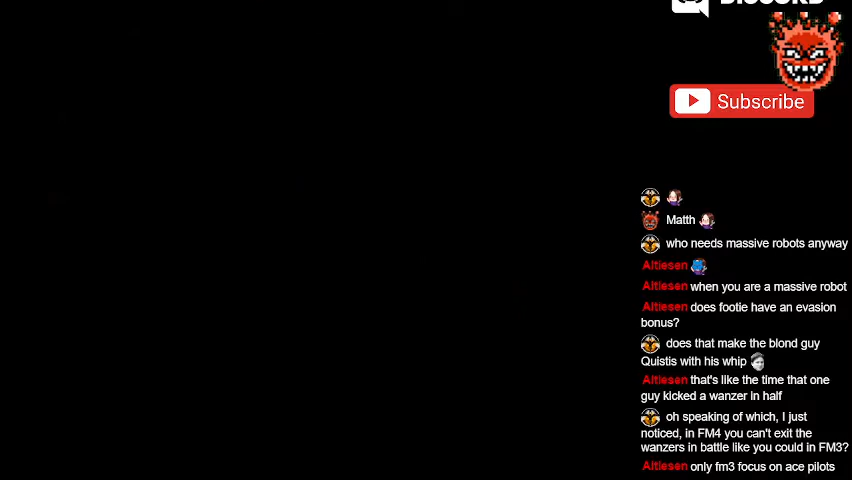 DISCORD
Subscribe
Matth
who needs massive robots anyway
Altiesen
Altiesen when you are a massive robot
Altiesen does footie have an evasion
bonus?
does that make the blond guy
Quistis with his whip
Altiesen that's like the time that one
guy kicked a wanzer in half
oh speaking of which, I just
noticed, in FM4 you can't exit the
wanzers in battle like you could in FM3?
Altiesen only fm3 focus on ace pilots